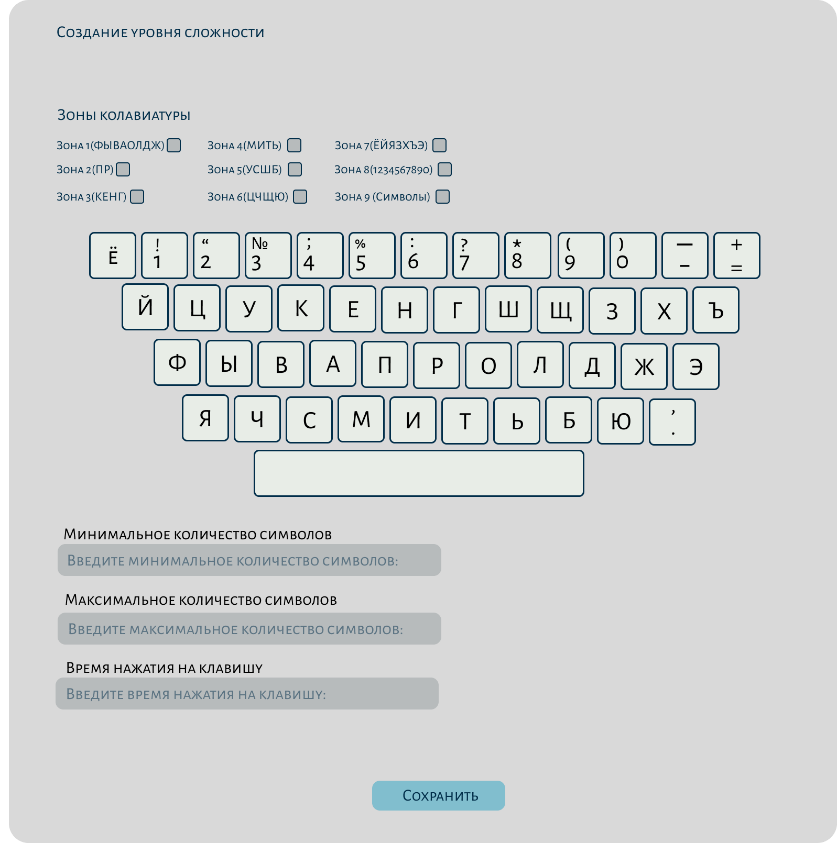 Создание уровня сложности
Зоны колавиатуры
Зона 1(ФЫВАОЛДЖ) Зона 4(МИТЬ) Зона 7(ЁЙЯЗХЪЭ)
Зона 2(ПР) Зона 5(УСШБ) Зона 8(1234567890)
Зона 3(КЕНГ) Зона 6(ЦЧЩЮ) Зона 9 (Символы)
! “ № ; % : ? * ( ) — +
Ё 1 2 3 4 5 6 7 8 9 0 – =
Й Ц У К Е Н Г Ш Щ З Х Ъ
Ф Ы В А П Р О Л Д Ж Э
Я Ч С М И Т Ь Б Ю , .
Минимальное количество символов
Введите минимальное количество символов:
Максимальное количество символов
Введите максимальное количество символов:
Время нажатия на клавишу
Введите время нажатия на клавишу:
Сохранить